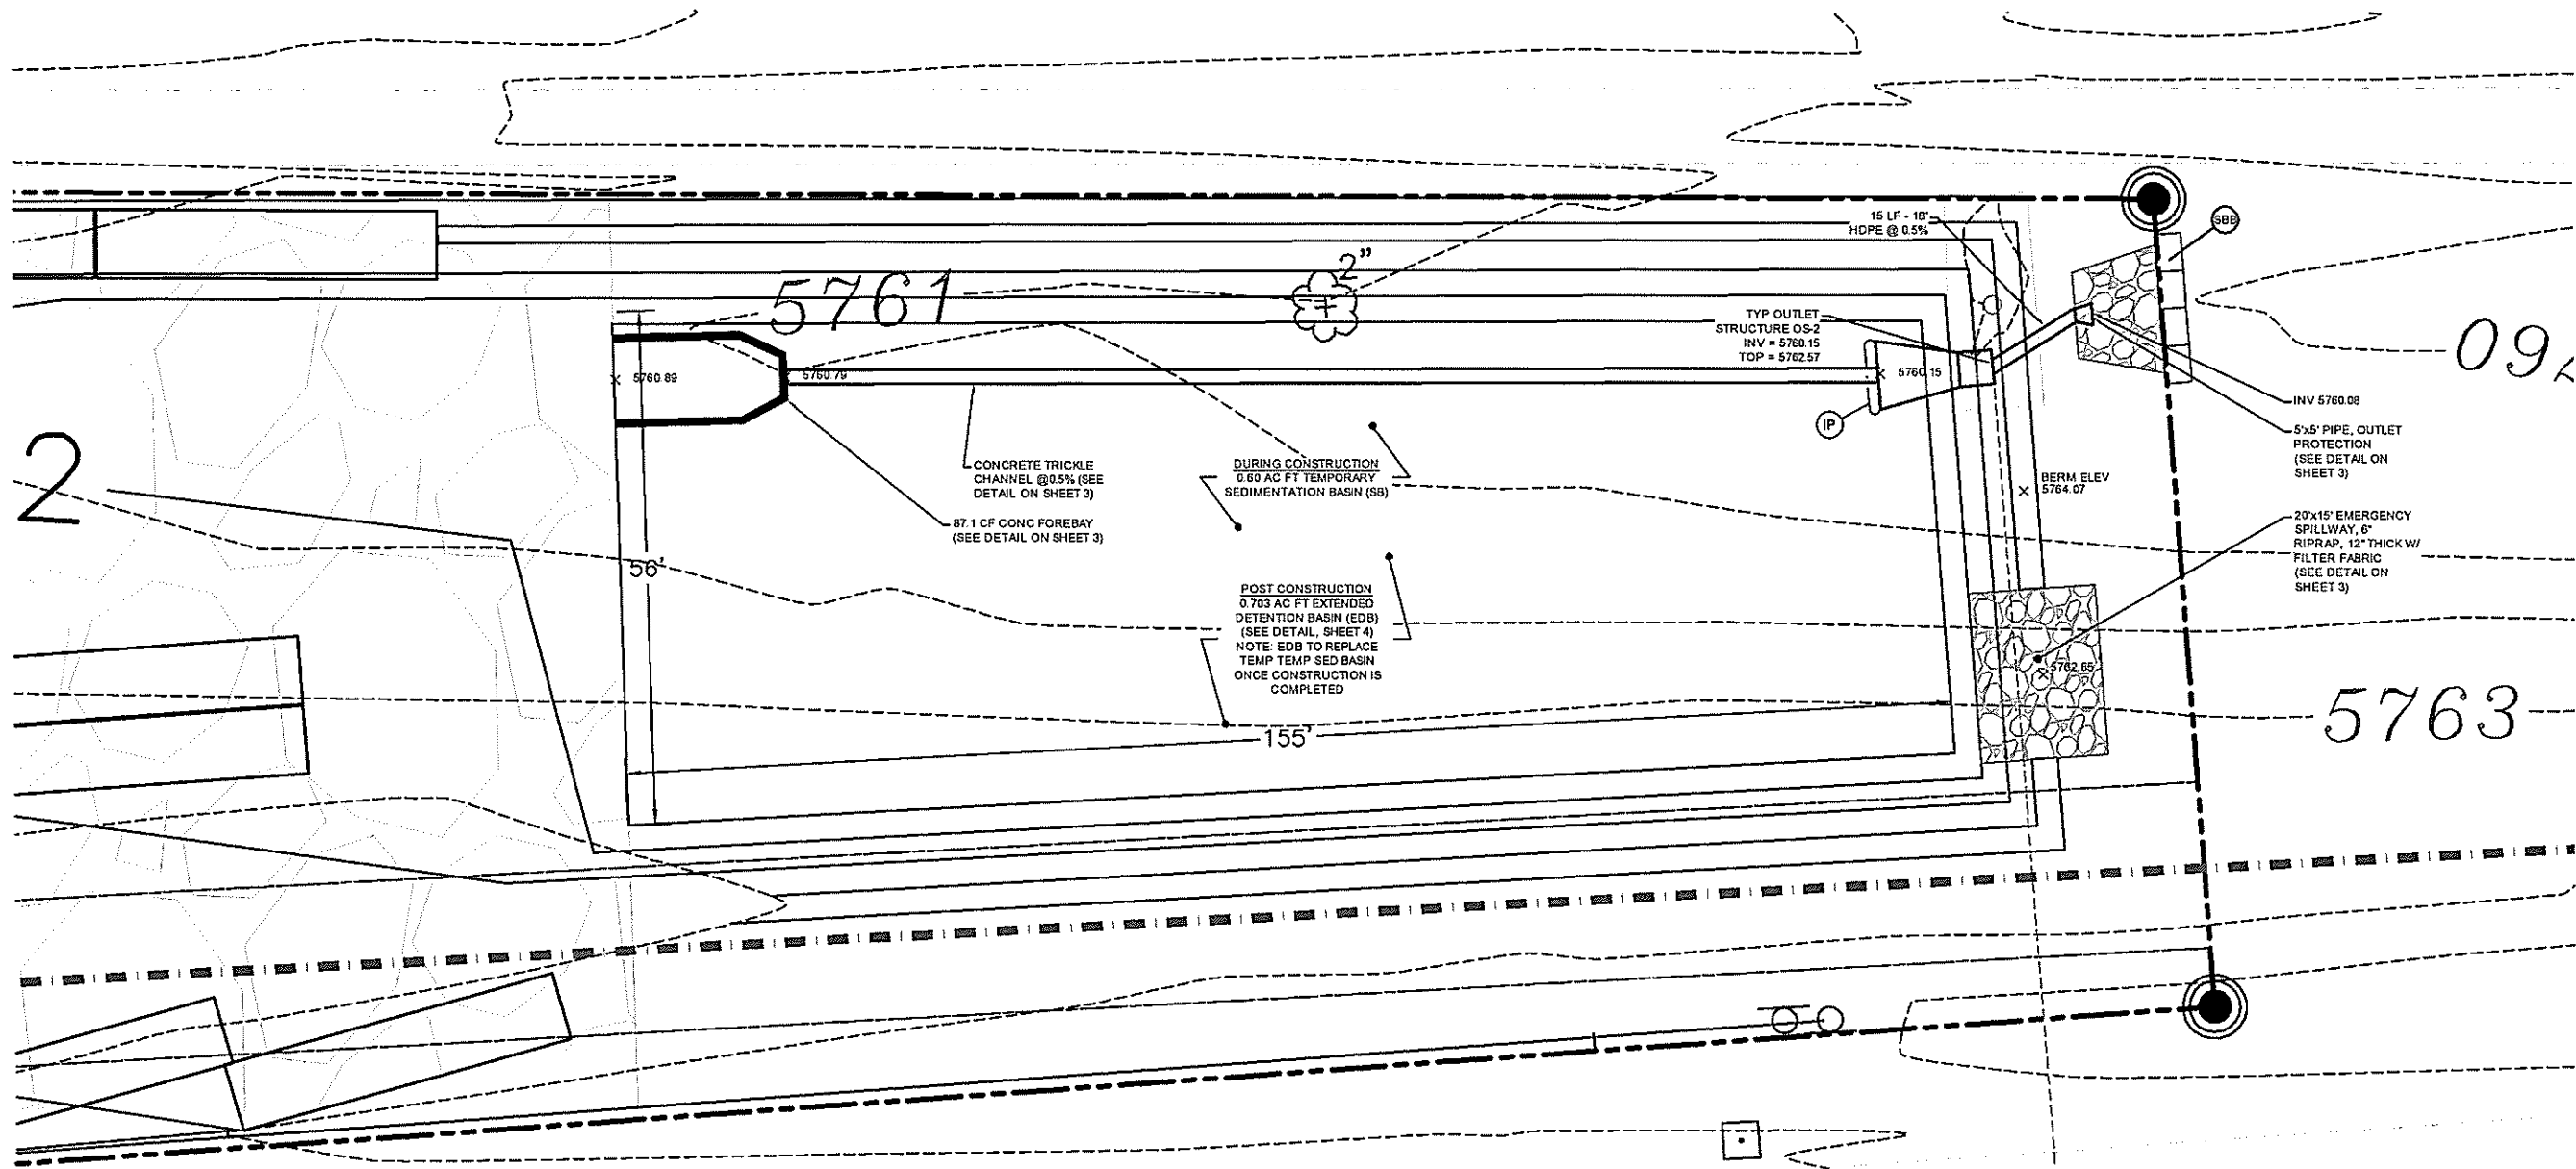 15 LF - 18"
HDPE @ 0.5%
SBB
2"
5761
TYP OUTLET
STRUCTURE OS-2
INV = 5760.15
TOP = 5762.57
5760.89
5760.79
5760.15
INV 5760.08
IP
5'x5' PIPE, OUTLET
PROTECTION
(SEE DETAIL ON
SHEET 3)
2
CONCRETE TRICKLE
CHANNEL @0.5% (SEE
DETAIL ON SHEET 3)
DURING CONSTRUCTION
0.60 AC FT TEMPORARY
SEDIMENTATION BASIN (SB)
BERM ELEV
5764.07
87.1 CF CONC FOREBAY
(SEE DETAIL ON SHEET 3)
20'x15' EMERGENCY
SPILLWAY, 6"
RIPRAP, 12" THICK W/
FILTER FABRIC
(SEE DETAIL ON
SHEET 3)
56'
POST CONSTRUCTION
0.703 AC FT EXTENDED
DETENTION BASIN (EDB)
(SEE DETAIL, SHEET 4)
NOTE: EDB TO REPLACE
TEMP TEMP SED BASIN
ONCE CONSTRUCTION IS
COMPLETED
5762.65
5763
155'